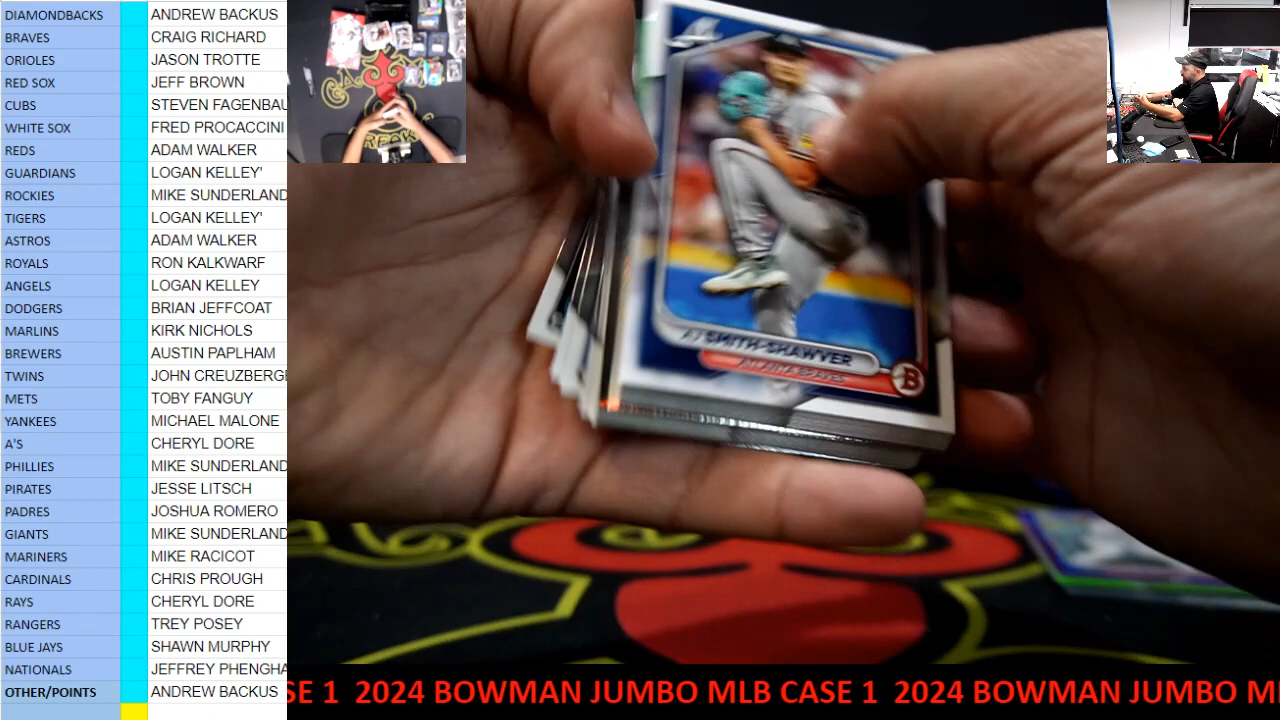 DIAMONDBACKS ANDREW BACKUS
BRAVES CRAIG RICHARD
ORIOLES JASON TROTTE
RED SOX JEFF BROWN
CUBS STEVEN FAGENBAU
WHITE SOX FRED PROCACCINI
REDS ADAM WALKER
GUARDIANS LOGAN KELLEY'
ROCKIES MIKE SUNDERLAND
TIGERS LOGAN KELLEY'
ASTROS ADAM WALKER
ROYALS RON KALKWARF
ANGELS LOGAN KELLEY
DODGERS BRIAN JEFFCOAT
MARLINS KIRK NICHOLS
BREWERS AUSTIN PAPLHAM
TWINS JOHN CREUZBERGE
METS TOBY FANGUY
YANKEES MICHAEL MALONE
A'S CHERYL DORE
PHILLIES MIKE SUNDERLAND
PIRATES JESSE LITSCH
PADRES JOSHUA ROMERO
GIANTS MIKE SUNDERLAND
MARINERS MIKE RACICOT
CARDINALS CHRIS PROUGH
RAYS CHERYL DORE
RANGERS TREY POSEY
BLUE JAYS SHAWN MURPHY
NATIONALS JEFFREY PHENGHA
OTHER/POINTS ANDREW BACKUS
AJ SMITH-SHAWVER
ATLANTA BRAVES
B
SE 1 2024 BOWMAN JUMBO MLB CASE 1 2024 BOWMAN JUMBO M